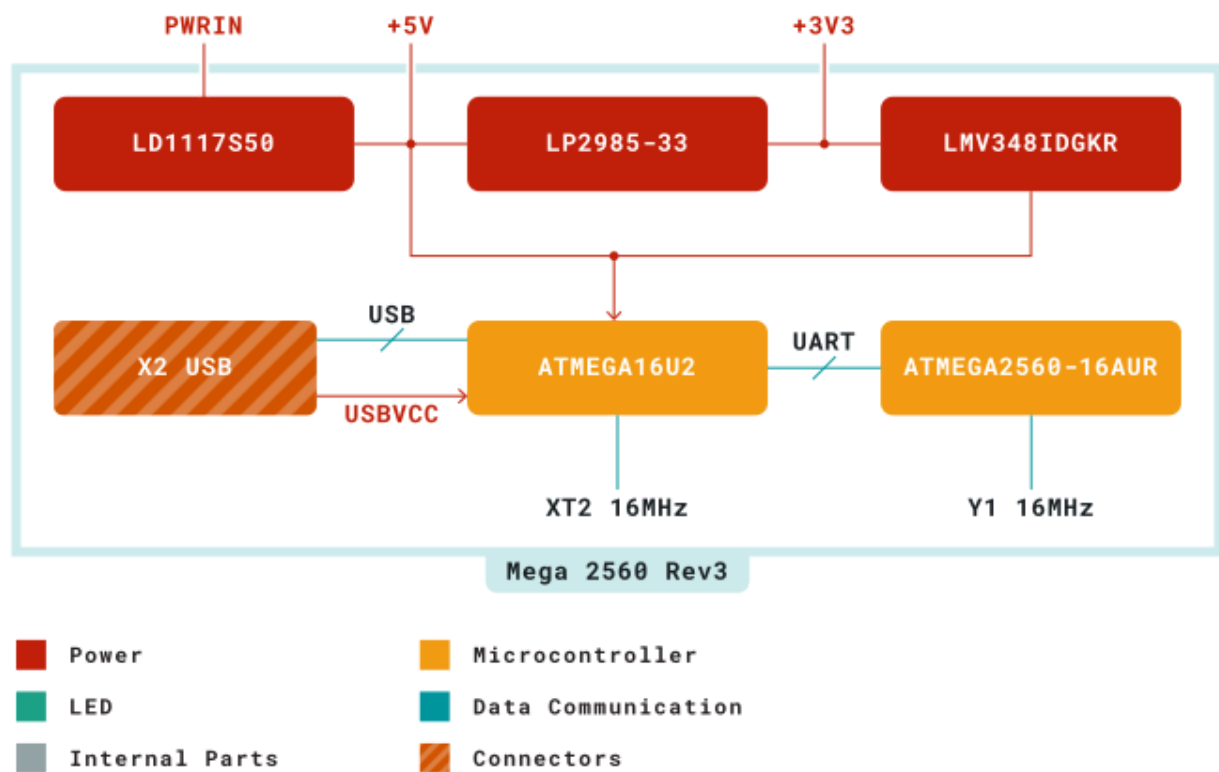 PWRIN
+5V
+3V3
LD1117S50
LP2985-33
LMV348IDGKR
USB
UART
X2 USB
ATMEGA16U2
ATMEGA2560-16AUR
USBVCC
XT2 16MHz
Y1 16MHz
Mega 2560 Rev3
Power
Microcontroller
LED
Data Communication
Internal Parts
Connectors